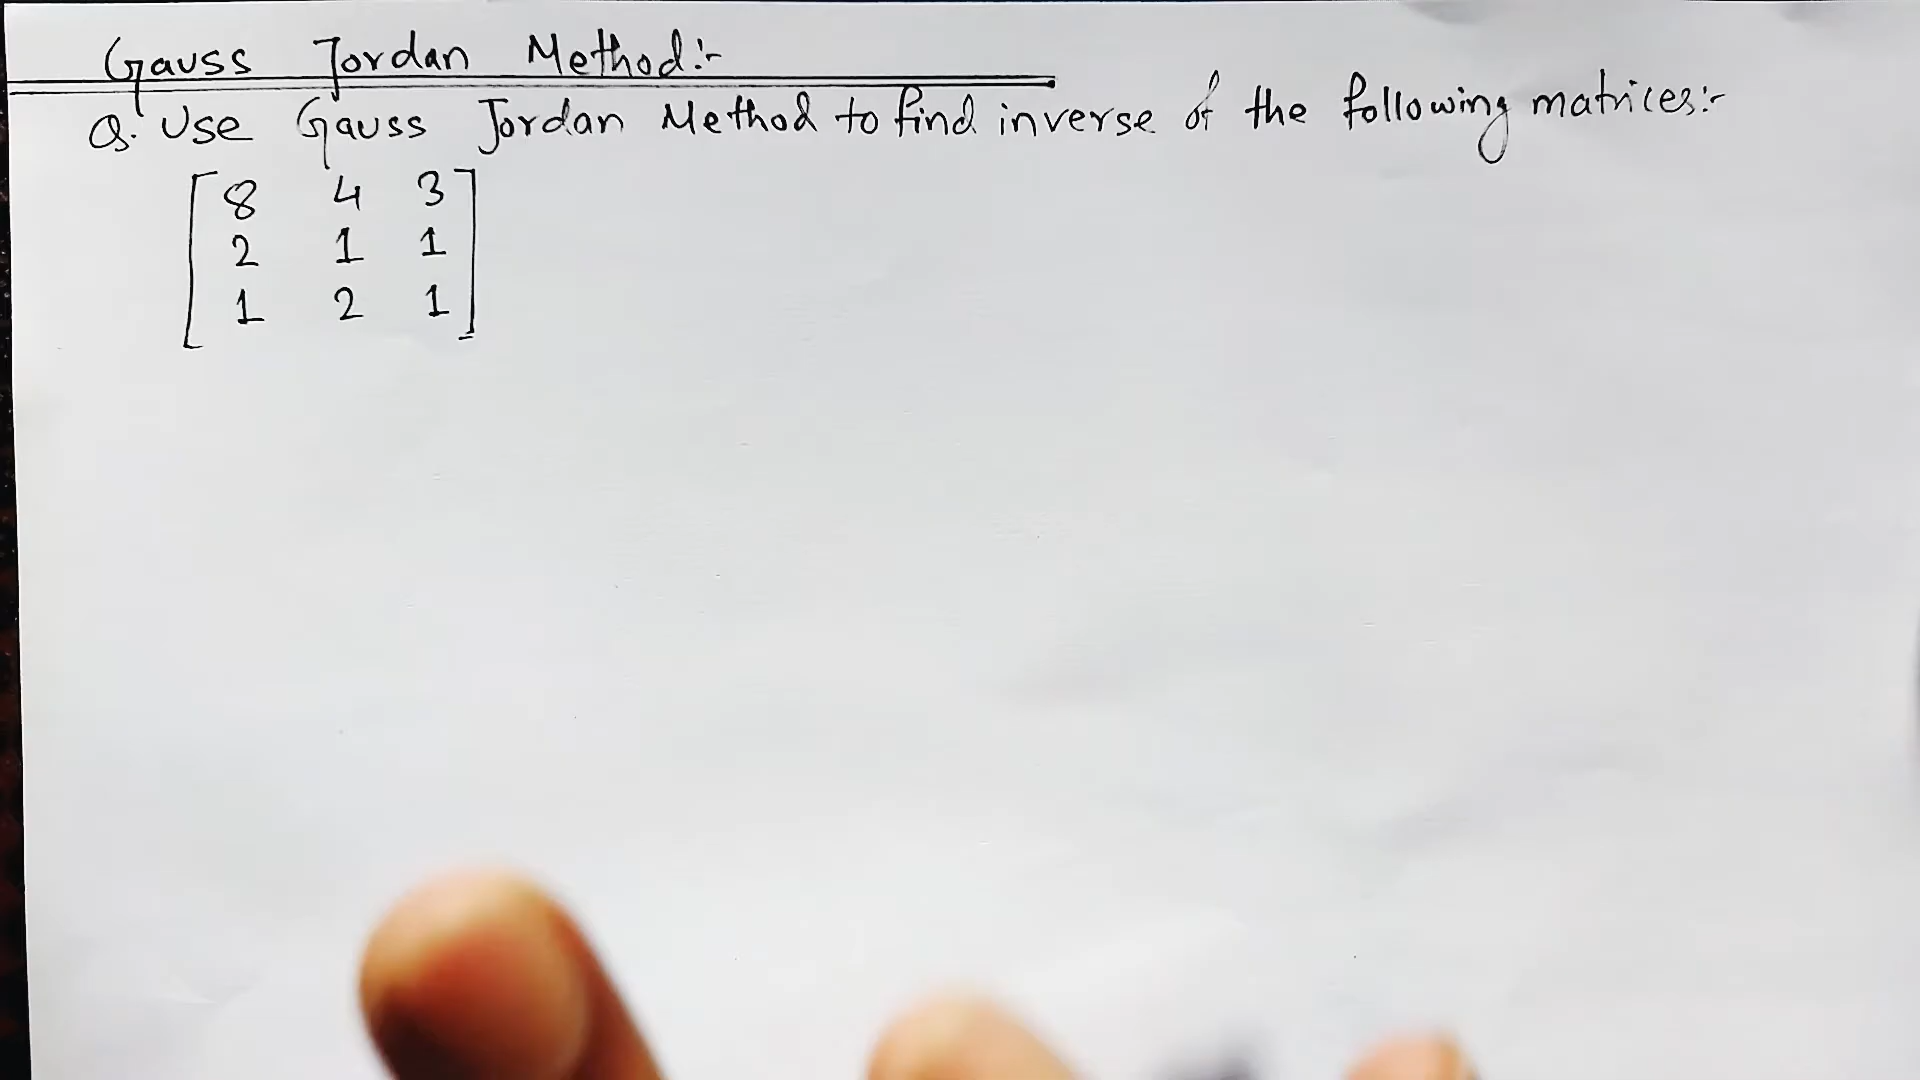 Gauss Jordan Method:-
Q. Use Gauss Jordan Method to find inverse of the following matrices:-
8 4 3
2 1 1
1 2 1